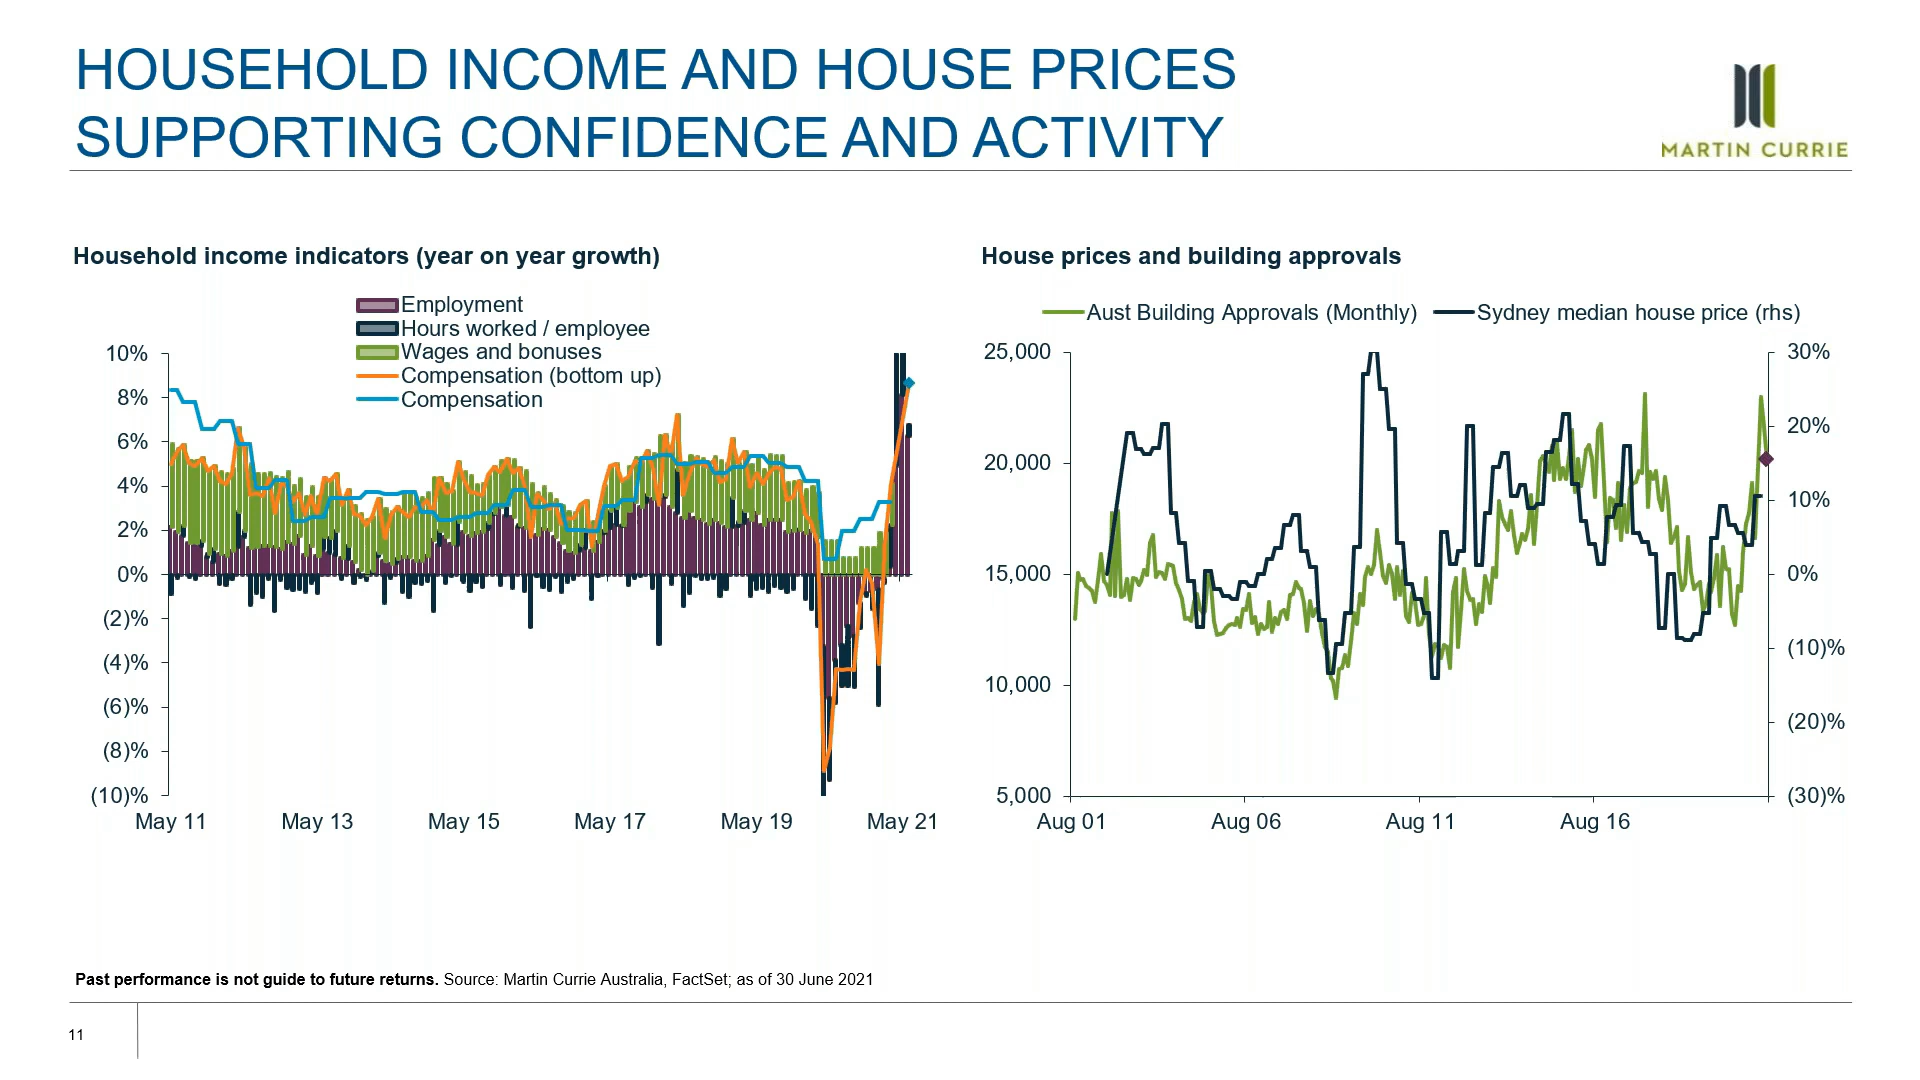 HOUSEHOLD INCOME AND HOUSE PRICES
SUPPORTING CONFIDENCE AND ACTIVITY
MARTIN CURRIE
Household income indicators (year on year growth)
Employment
Hours worked / employee
Wages and bonuses
Compensation (bottom up)
Compensation
10%
8%
6%
4%
2%
0%
(2)%
(4)%
(6)%
(8)%
(10)%
May 11 May 13 May 15 May 17 May 19 May 21
House prices and building approvals
Aust Building Approvals (Monthly) Sydney median house price (rhs)
25,000
20,000
15,000
10,000
5,000
30%
20%
10%
0%
(10)%
(20)%
(30)%
Aug 01 Aug 06 Aug 11 Aug 16
Past performance is not guide to future returns. Source: Martin Currie Australia, FactSet; as of 30 June 2021
11